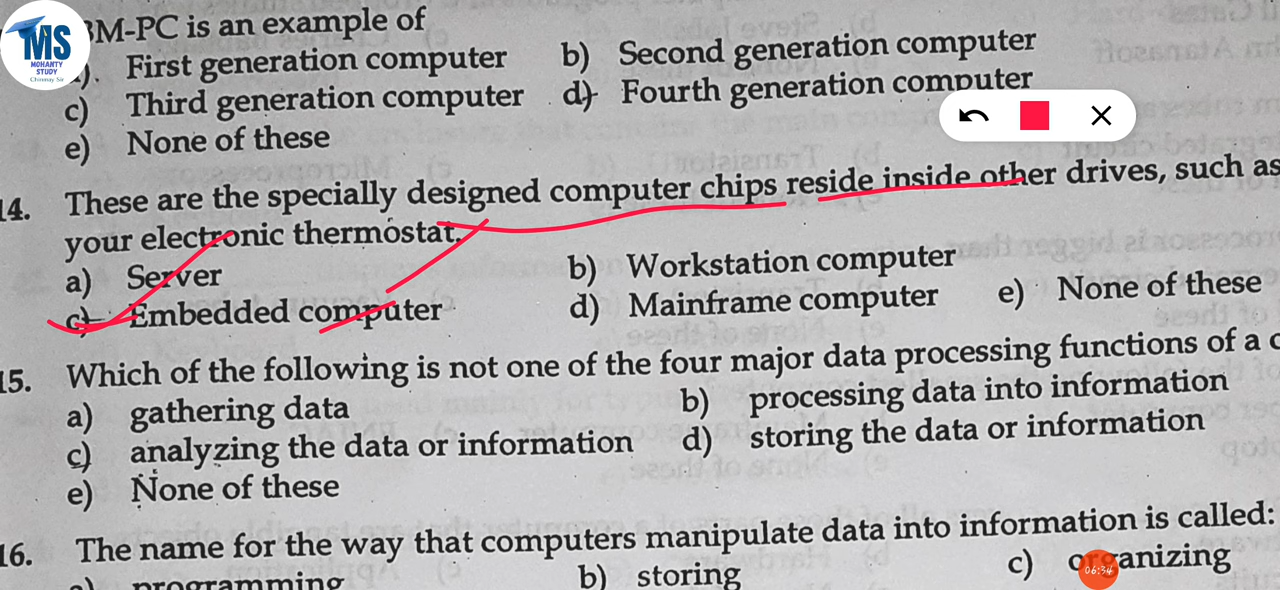 MS
MOHANTY
STUDY
Chinmay Sir
BM-PC is an example of
). First generation computer b) Second generation computer
c) Third generation computer d) Fourth generation computer
e) None of these
14. These are the specially designed computer chips reside inside other drives, such as
your electronic thermostat.
a) Server b) Workstation computer
c) Embedded computer d) Mainframe computer e) None of these
15. Which of the following is not one of the four major data processing functions of a c
a) gathering data b) processing data into information
c) analyzing the data or information d) storing the data or information
e) None of these
16. The name for the way that computers manipulate data into information is called:
a) programming b) storing c) organizing
06:34